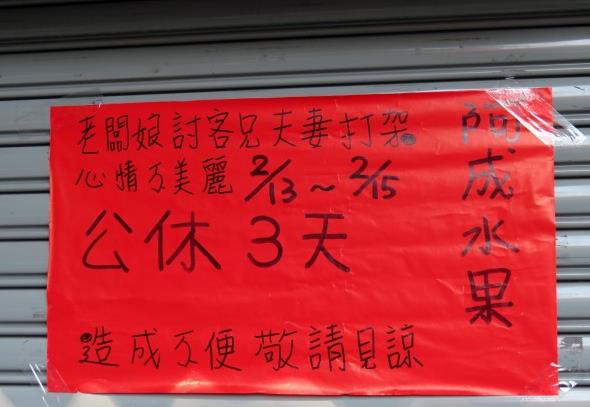 老闆娘討客兄夫妻打架
心情不美麗 2/13～2/15
公休3天
造成不便 敬請見諒
阿成水果